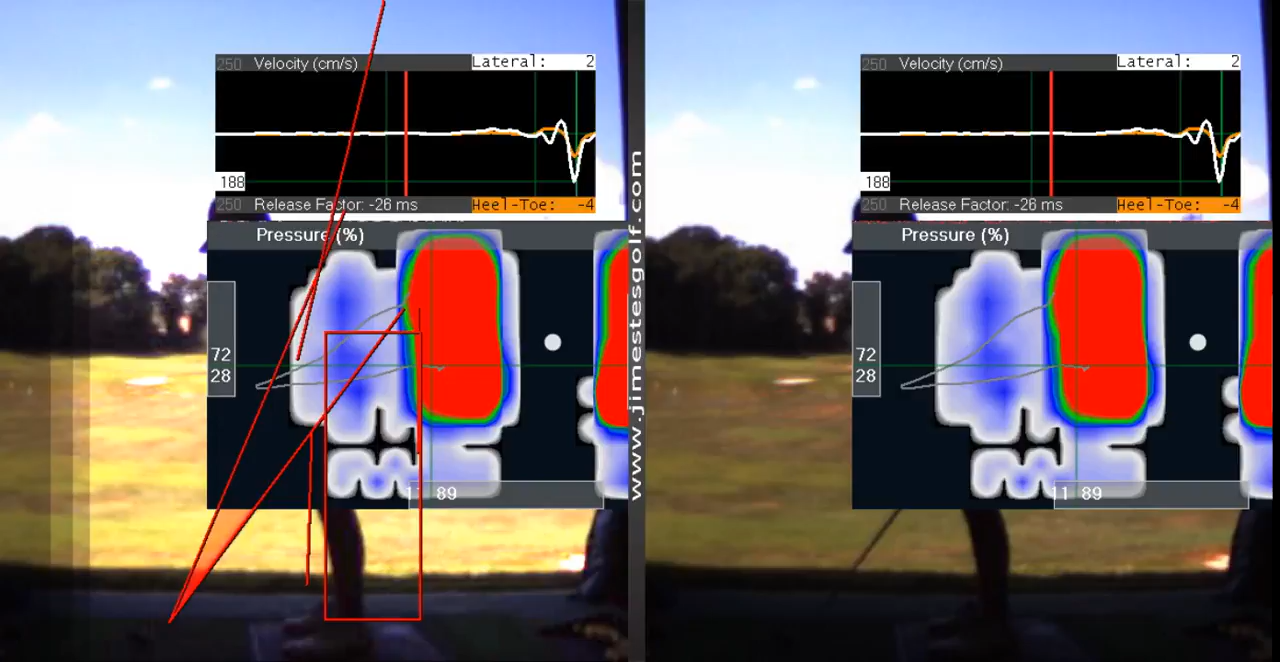 250 Velocity (cm/s) Lateral: 2
188
250 Release Factor: -26 ms Heel-Toe: -4
Pressure (%)
72
28
11 89
www.jimestesgolf.com
250 Velocity (cm/s) Lateral: 2
188
250 Release Factor: -26 ms Heel-Toe: -4
Pressure (%)
72
28
11 89